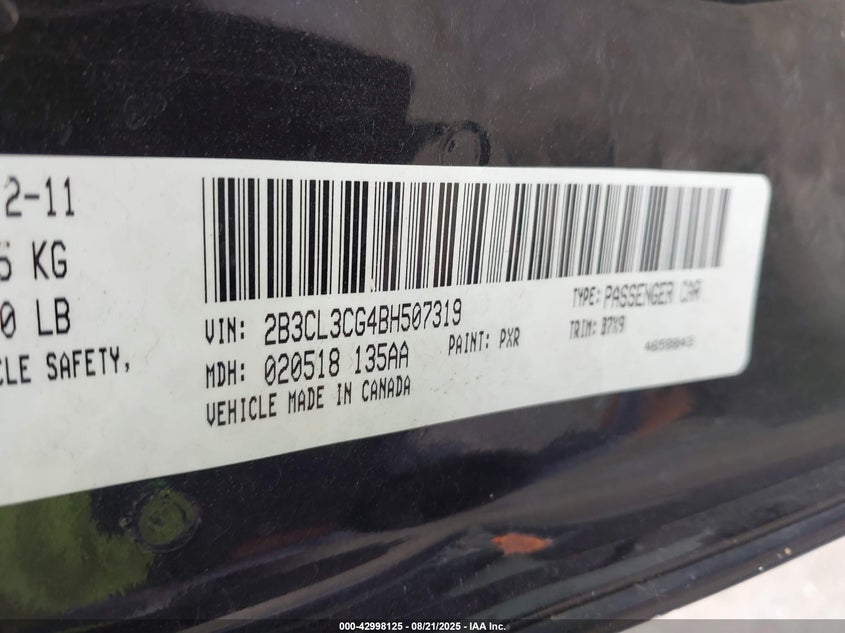 2-11
5 KG
0 LB
CLE SAFETY,
VIN: 2B3CL3CG4BH507319
TYPE: PASSENGER CAR
MDH: 020518 135AA
PAINT: PXR
TRIM: B7X9
VEHICLE MADE IN CANADA
000-42998125 - 08/21/2025 - IAA Inc.